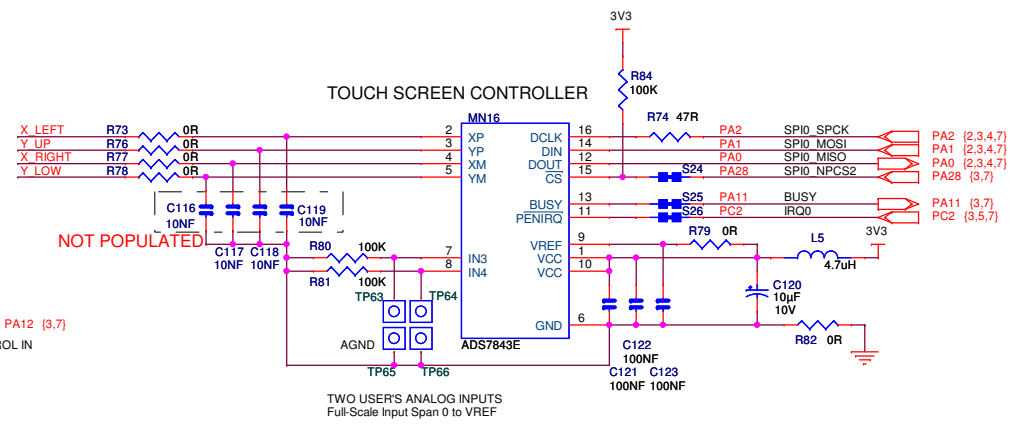 3V3
R84
100K
TOUCH SCREEN CONTROLLER
MN16
R74 47R
X_LEFT R73 0R 2 XP DCLK 16 PA2 SPI0_SPCK PA2 {2,3,4,7}
Y_UP R76 0R 3 YP DIN 14 PA1 SPI0_MOSI PA1 {2,3,4,7}
X_RIGHT R77 0R 4 XM DOUT 12 PA0 SPI0_MISO PA0 {2,3,4,7}
Y_LOW R78 0R 5 YM CS 15 S24 PA28 SPI0_NPCS2 PA28 {3,7}
BUSY 13 S25 PA11 BUSY PA11 {3,7}
PENIRQ 11 S26 PC2 IRQ0 PC2 {3,5,7}
C116 C119
10NF 10NF
NOT POPULATED
C117 C118
10NF 10NF
R80 100K 7 IN3
R81 100K 8 IN4
VREF 9 R79 0R
VCC 1 L5 3V3
VCC 10 4.7uH
C120
10µF
10V
GND 6
R82 0R
TP63 TP64
AGND
TP65 TP66
ADS7843E
C122
100NF
C121 C123
100NF 100NF
PA12 {3,7}
ROL IN
TWO USER'S ANALOG INPUTS
Full-Scale Input Span 0 to VREF